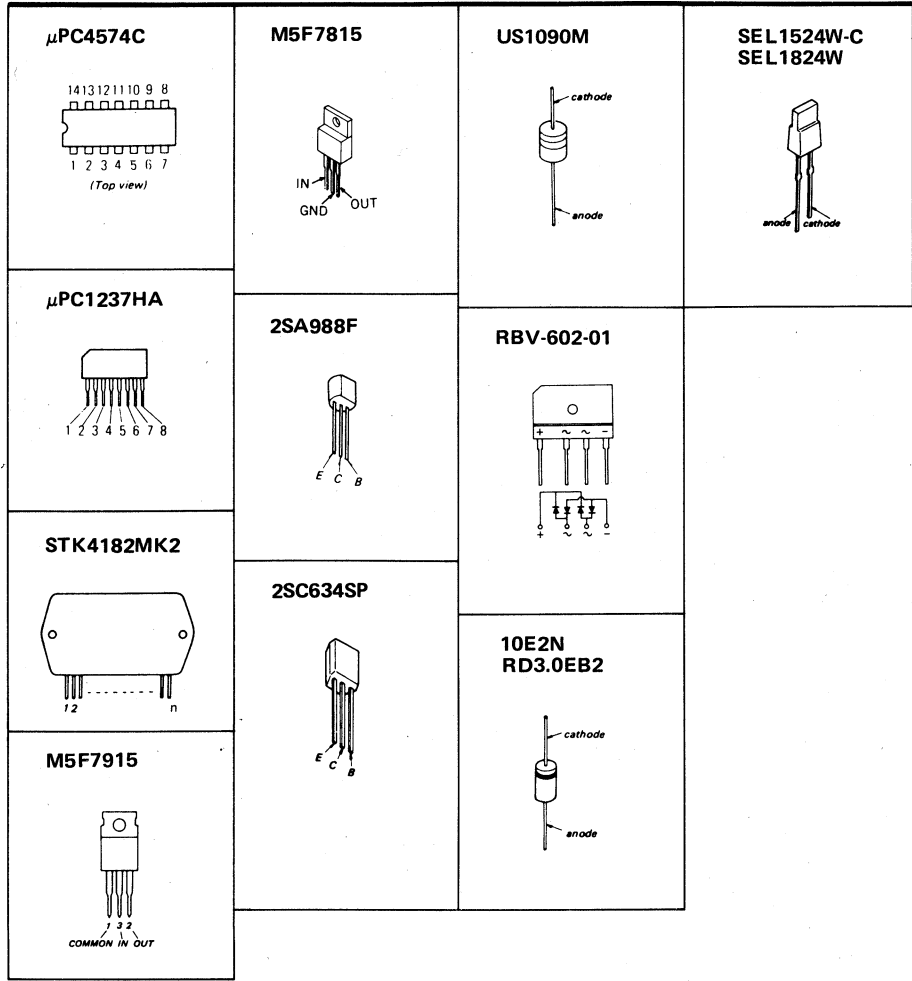 μPC4574C
14 13 12 11 10 9 8
1 2 3 4 5 6 7
(Top view)
μPC1237HA
1 2 3 4 5 6 7 8
STK4182MK2
1 2 n
M5F7915
1 3 2
COMMON IN OUT
M5F7815
IN
GND
OUT
2SA988F
E C B
2SC634SP
E C B
US1090M
cathode
anode
RBV-602-01
+ ~ ~ -
+ ~ ~ -
10E2N
RD3.0EB2
cathode
anode
SEL1524W-C
SEL1824W
anode cathode